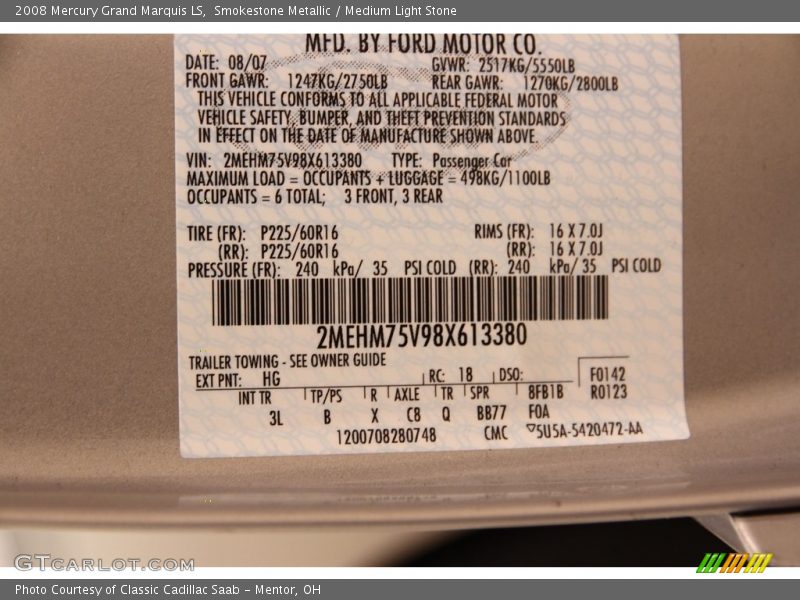 2008 Mercury Grand Marquis LS, Smokestone Metallic / Medium Light Stone
MFD. BY FORD MOTOR CO.
DATE: 08/07 GVWR: 2517KG/5550LB
FRONT GAWR: 1247KG/2750LB REAR GAWR: 1270KG/2800LB
THIS VEHICLE CONFORMS TO ALL APPLICABLE FEDERAL MOTOR
VEHICLE SAFETY, BUMPER, AND THEFT PREVENTION STANDARDS
IN EFFECT ON THE DATE OF MANUFACTURE SHOWN ABOVE.
VIN: 2MEHM75V98X613380 TYPE: Passenger Car
MAXIMUM LOAD = OCCUPANTS + LUGGAGE = 498KG/1100LB
OCCUPANTS = 6 TOTAL; 3 FRONT, 3 REAR
TIRE (FR): P225/60R16 RIMS (FR): 16 X 7.0J
(RR): P225/60R16 (RR): 16 X 7.0J
PRESSURE (FR): 240 kPa/ 35 PSI COLD (RR): 240 kPa/ 35 PSI COLD
2MEHM75V98X613380
TRAILER TOWING - SEE OWNER GUIDE
EXT PNT: HG RC: 18 DSO: F0142
INT TR TP/PS R AXLE TR SPR 8FB1B R0123
3L B X C8 Q BB77 F0A
1200708280748 CMC ▽5U5A-5420472-AA
GTCARLOT.COM
Photo Courtesy of Classic Cadillac Saab - Mentor, OH